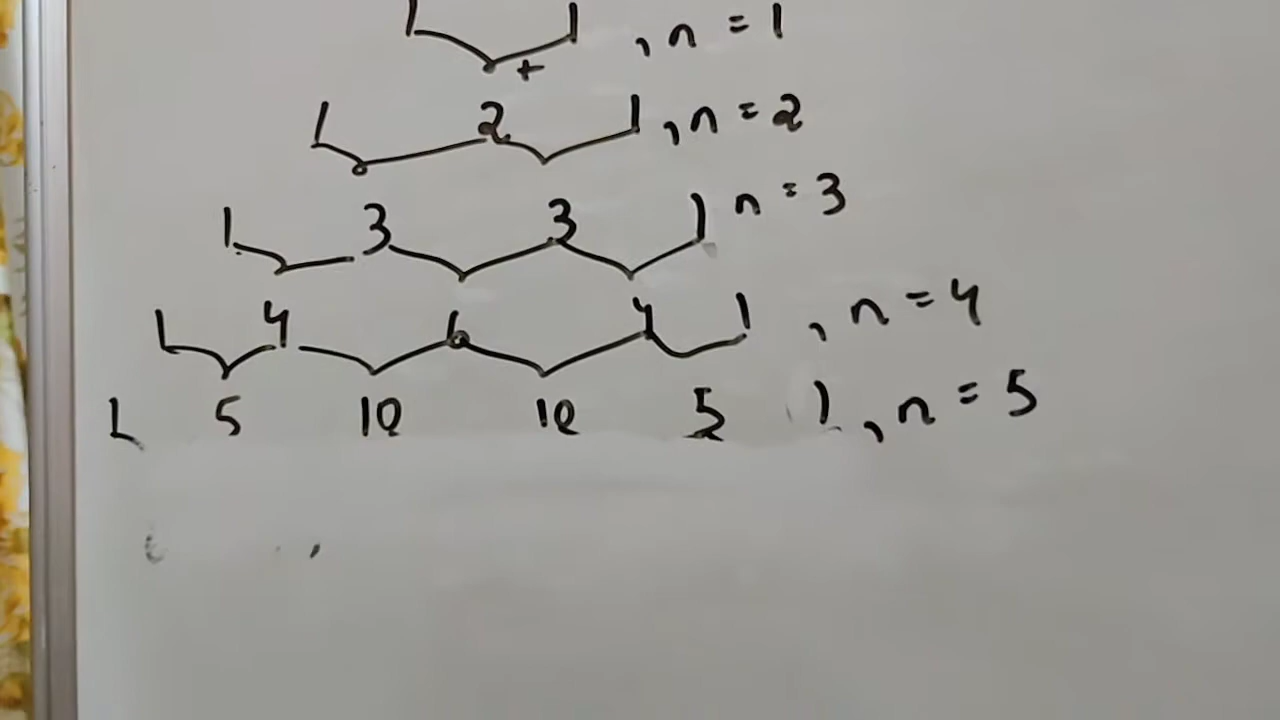 1 1 , n = 1
+
1 2 1 , n = 2
1 3 3 1 n = 3
1 4 6 4 1 , n = 4
1 5 10 10 5 1 , n = 5